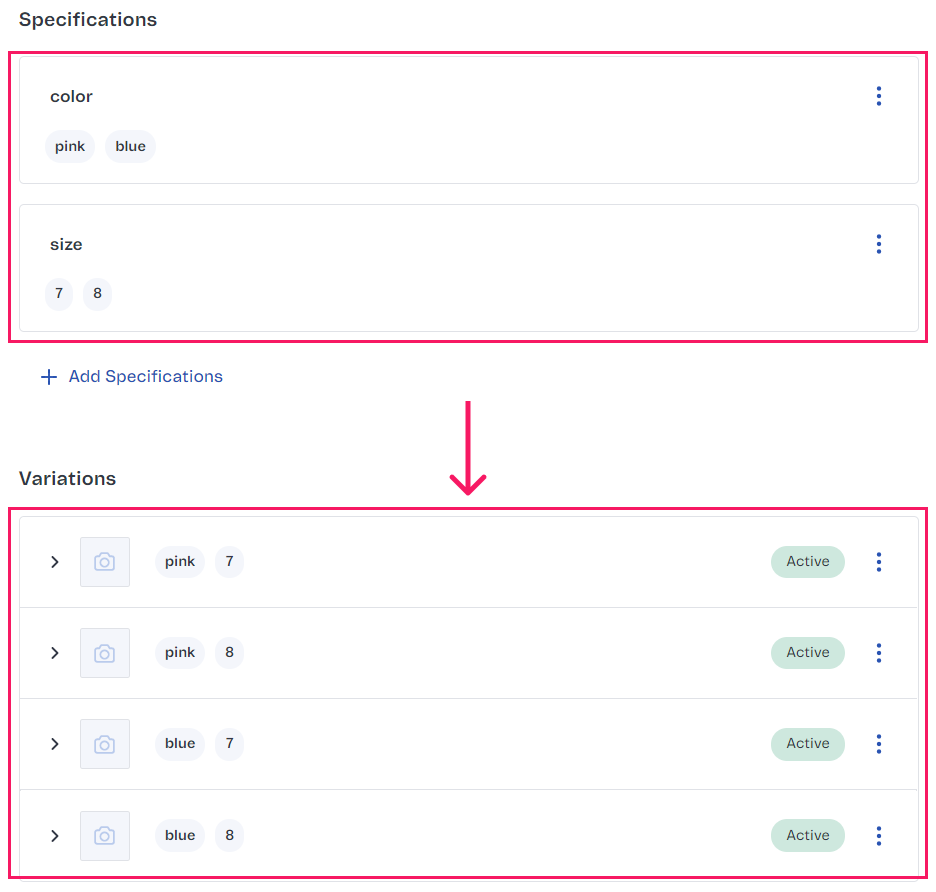 Specifications
color
pink blue
size
7 8
Add Specifications
Variations
pink 7 Active
pink 8 Active
blue 7 Active
blue 8 Active